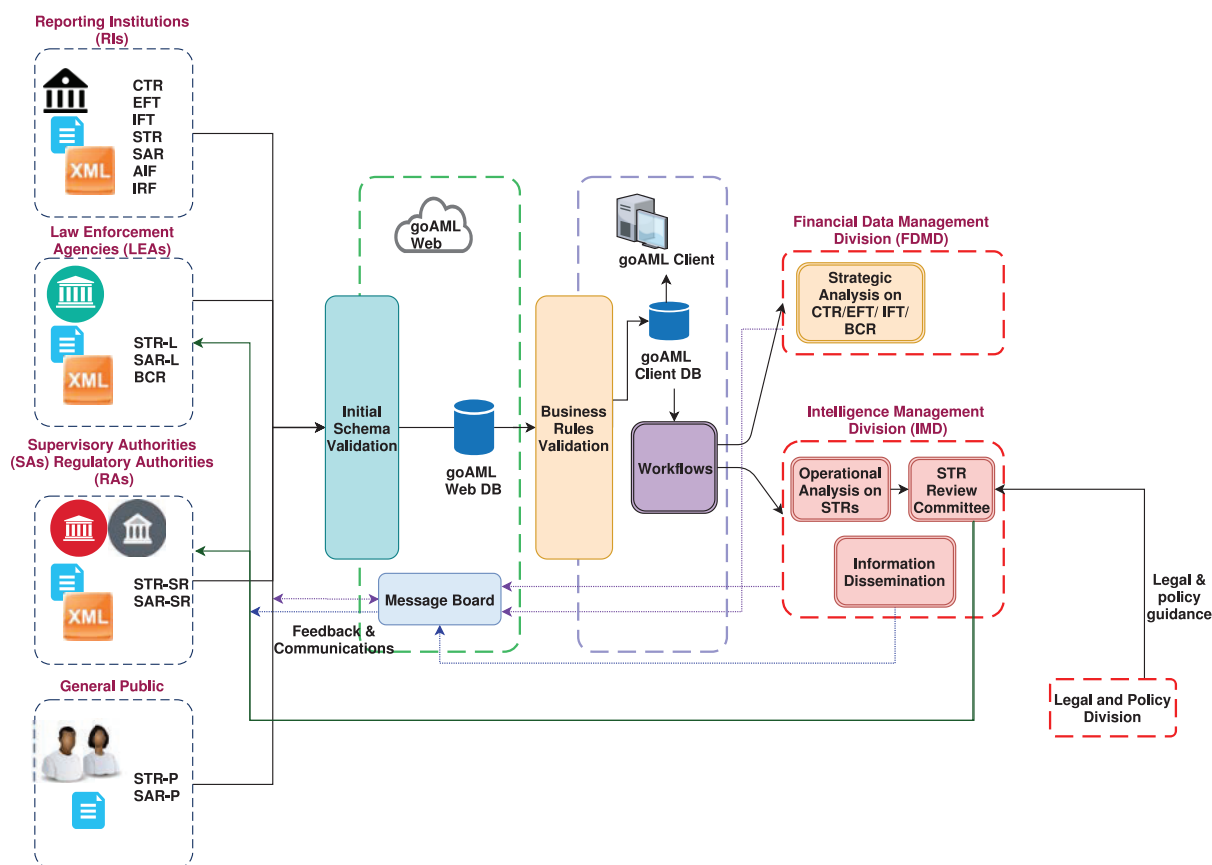 Reporting Institutions
(RIs)
CTR
EFT
IFT
STR
SAR
AIF
IRF
XML
Law Enforcement
Agencies (LEAs)
STR-L
SAR-L
BCR
XML
Supervisory Authorities
(SAs) Regulatory Authorities
(RAs)
STR-SR
SAR-SR
XML
General Public
STR-P
SAR-P
goAML
Web
Initial
Schema
Validation
goAML
Web DB
Message Board
Feedback &
Communications
Business
Rules
Validation
goAML Client
goAML
Client DB
Workflows
Financial Data Management
Division (FDMD)
Strategic
Analysis on
CTR/EFT/ IFT/
BCR
Intelligence Management
Division (IMD)
Operational
Analysis on
STRs
STR
Review
Committee
Information
Dissemination
Legal &
policy
guidance
Legal and Policy
Division